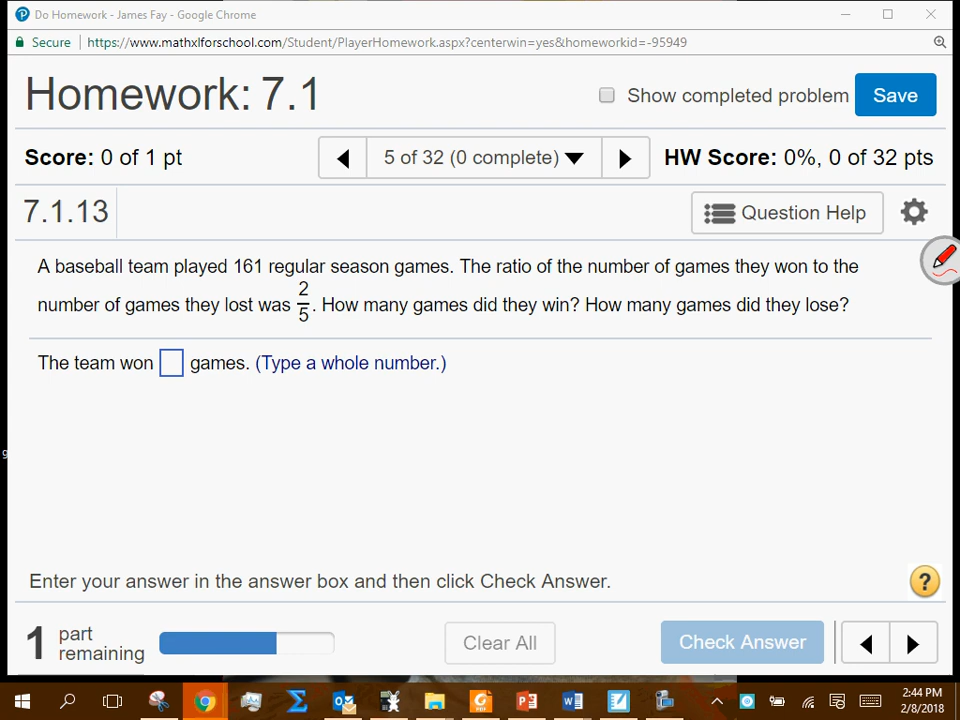 Do Homework - James Fay - Google Chrome
Secure https://www.mathxlforschool.com/Student/PlayerHomework.aspx?centerwin=yes&homeworkid=-95949
Homework: 7.1
Show completed problem
Save
Score: 0 of 1 pt
5 of 32 (0 complete)
HW Score: 0%, 0 of 32 pts
7.1.13
Question Help
A baseball team played 161 regular season games. The ratio of the number of games they won to the
number of games they lost was 2/5. How many games did they win? How many games did they lose?
The team won games. (Type a whole number.)
Enter your answer in the answer box and then click Check Answer.
?
1 part remaining
Clear All
Check Answer
2:44 PM
2/8/2018